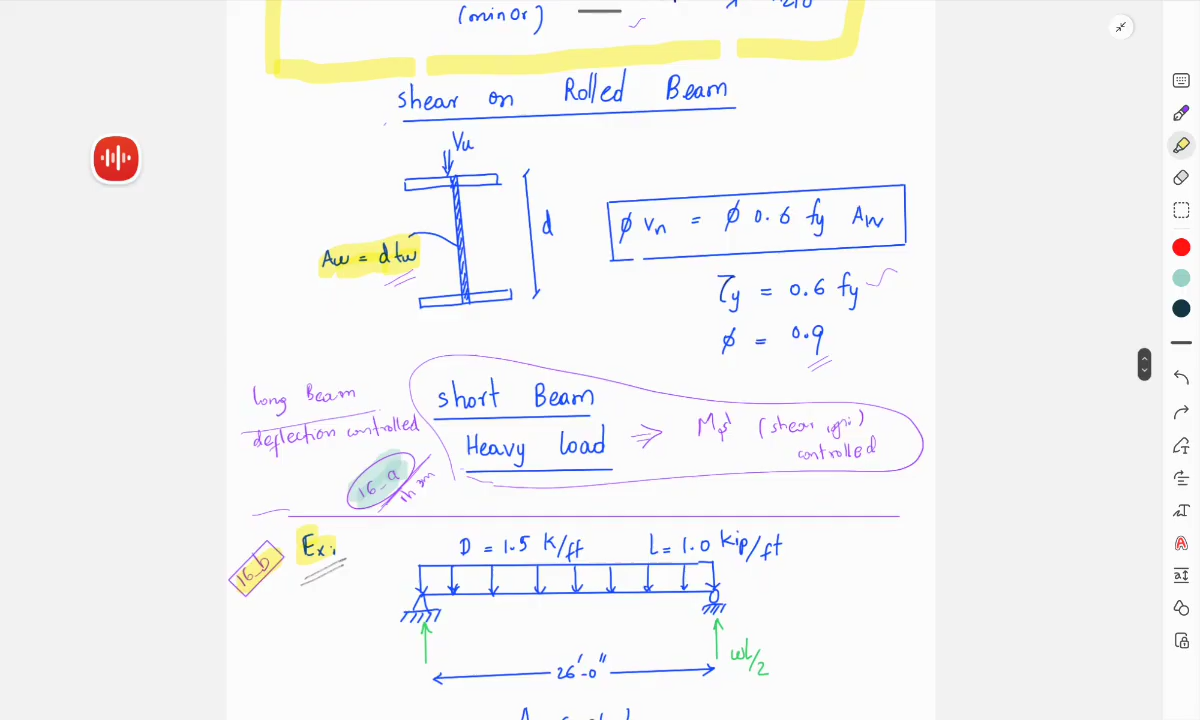 (minor)
shear on Rolled Beam
Vu
d
Aw = dtw
ϕ Vn = ϕ 0.6 fy Aw
τy = 0.6 fy
ϕ = 0.9
long Beam
deflection controlled
short Beam
Heavy load
(shear
controlled
16_a
16_b
Ex:
D = 1.5 K/ft L = 1.0 kip/ft
wl/2
26'-0"